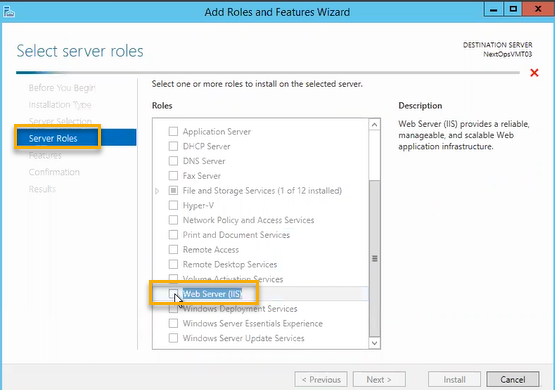 Add Roles and Features Wizard
Select server roles
DESTINATION SERVER
NextOpsVMT03
Before You Begin
Installation Type
Server Selection
Server Roles
Features
Confirmation
Results
Select one or more roles to install on the selected server.
Roles
Application Server
DHCP Server
DNS Server
Fax Server
File and Storage Services (1 of 12 installed)
Hyper-V
Network Policy and Access Services
Print and Document Services
Remote Access
Remote Desktop Services
Volume Activation Services
Web Server (IIS)
Windows Deployment Services
Windows Server Essentials Experience
Windows Server Update Services
Description
Web Server (IIS) provides a reliable,
manageable, and scalable Web
application infrastructure.
< Previous
Next >
Install
Cancel